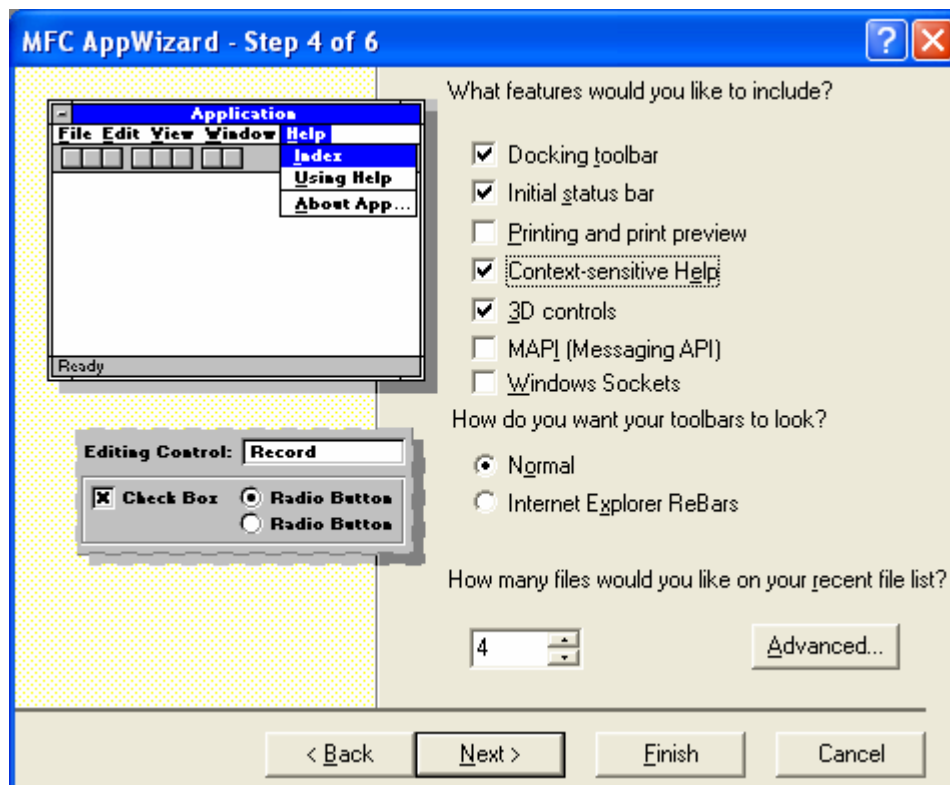 MFC AppWizard - Step 4 of 6
Application
File Edit View Window Help
Index
Using Help
About App...
Ready
Editing Control: Record
Check Box
Radio Button
Radio Button
What features would you like to include?
Docking toolbar
Initial status bar
Printing and print preview
Context-sensitive Help
3D controls
MAPI (Messaging API)
Windows Sockets
How do you want your toolbars to look?
Normal
Internet Explorer ReBars
How many files would you like on your recent file list?
4
Advanced...
< Back Next > Finish Cancel